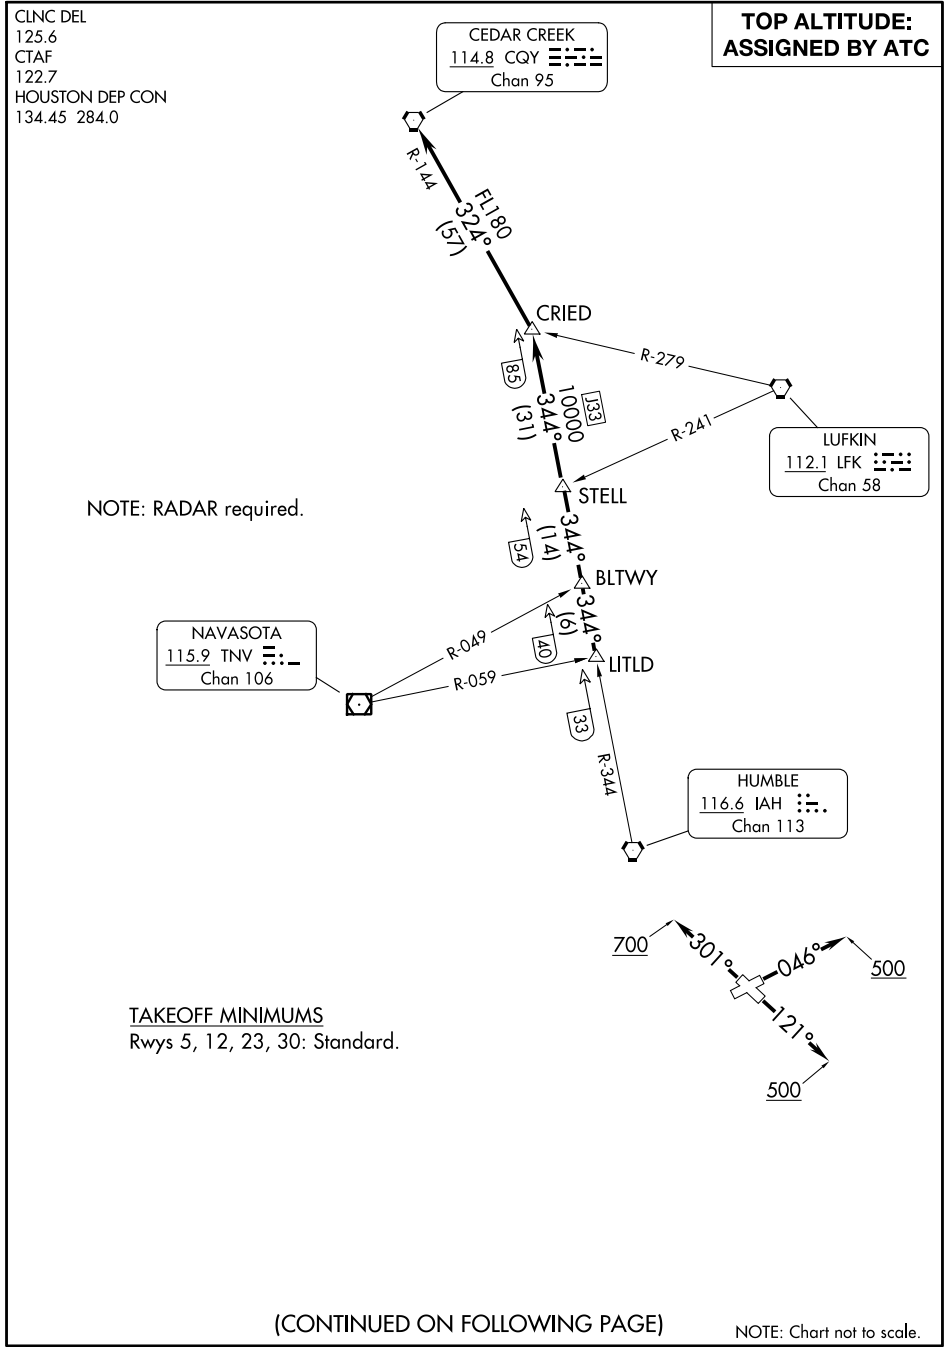 CLNC DEL
125.6
CTAF
122.7
HOUSTON DEP CON
134.45 284.0
TOP ALTITUDE:
ASSIGNED BY ATC
CEDAR CREEK
114.8 CQY
Chan 95
R-144
FL180
324°
(57)
CRIED
85
R-279
J33
10000
344°
(31)
R-241
LUFKIN
112.1 LFK
Chan 58
STELL
NOTE: RADAR required.
54
344°
(14)
BLTWY
NAVASOTA
115.9 TNV
Chan 106
R-049
40
344°
(6)
R-059
LITLD
33
R-344
HUMBLE
116.6 IAH
Chan 113
700
301°
046°
500
121°
500
TAKEOFF MINIMUMS
Rwys 5, 12, 23, 30: Standard.
(CONTINUED ON FOLLOWING PAGE)
NOTE: Chart not to scale.